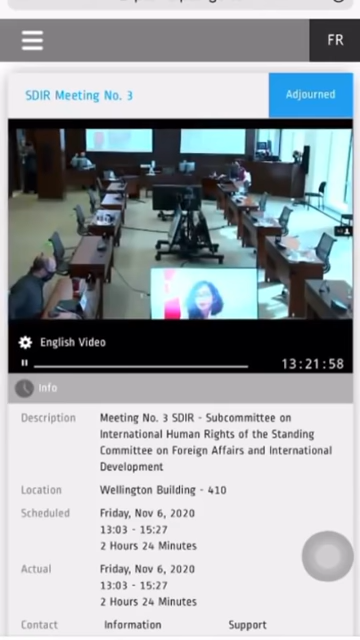 FR
SDIR Meeting No. 3
Adjourned
English Video
13:21:58
Info
Description
Meeting No. 3 SDIR - Subcommittee on
International Human Rights of the Standing
Committee on Foreign Affairs and International
Development
Location
Wellington Building - 410
Scheduled
Friday, Nov 6, 2020
13:03 - 15:27
2 Hours 24 Minutes
Actual
Friday, Nov 6, 2020
13:03 - 15:27
2 Hours 24 Minutes
Contact
Information
Support